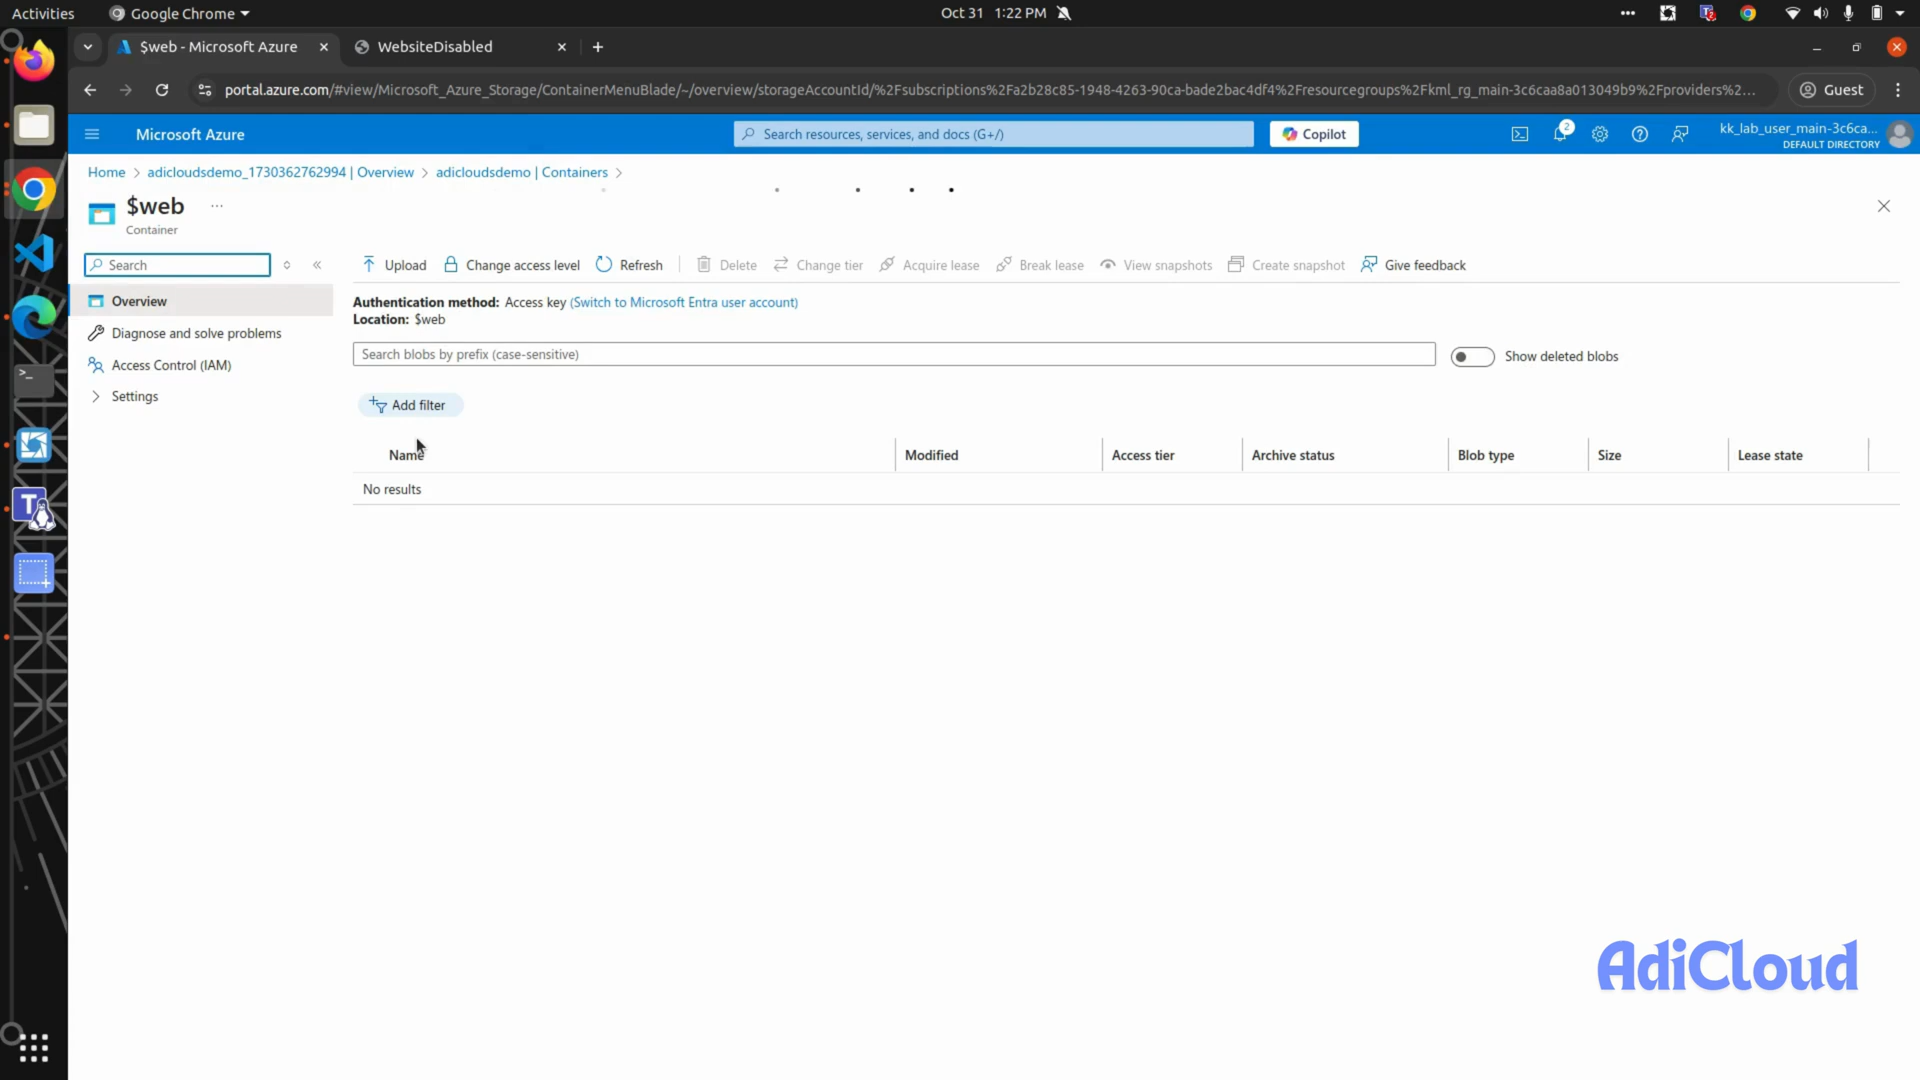 Activities
Google Chrome
Oct 31 1:22 PM
$web - Microsoft Azure
WebsiteDisabled
portal.azure.com/#view/Microsoft_Azure_Storage/ContainerMenuBlade/~/overview/storageAccountId/%2Fsubscriptions%2Fa2b28c85-1948-4263-90ca-bade2bac4df4%2Fresourcegroups%2Fkml_rg_main-3c6caa8a013049b9%2Fproviders%2...
Guest
Microsoft Azure
Search resources, services, and docs (G+/)
Copilot
2
kk_lab_user_main-3c6ca...
DEFAULT DIRECTORY
Home > adicloudsdemo_1730362762994 | Overview > adicloudsdemo | Containers >
$web
...
Container
Search
Upload
Change access level
Refresh
Delete
Change tier
Acquire lease
Break lease
View snapshots
Create snapshot
Give feedback
Overview
Diagnose and solve problems
Access Control (IAM)
Settings
Authentication method: Access key (Switch to Microsoft Entra user account)
Location: $web
Search blobs by prefix (case-sensitive)
Show deleted blobs
Add filter
Name
Modified
Access tier
Archive status
Blob type
Size
Lease state
No results
AdiCloud